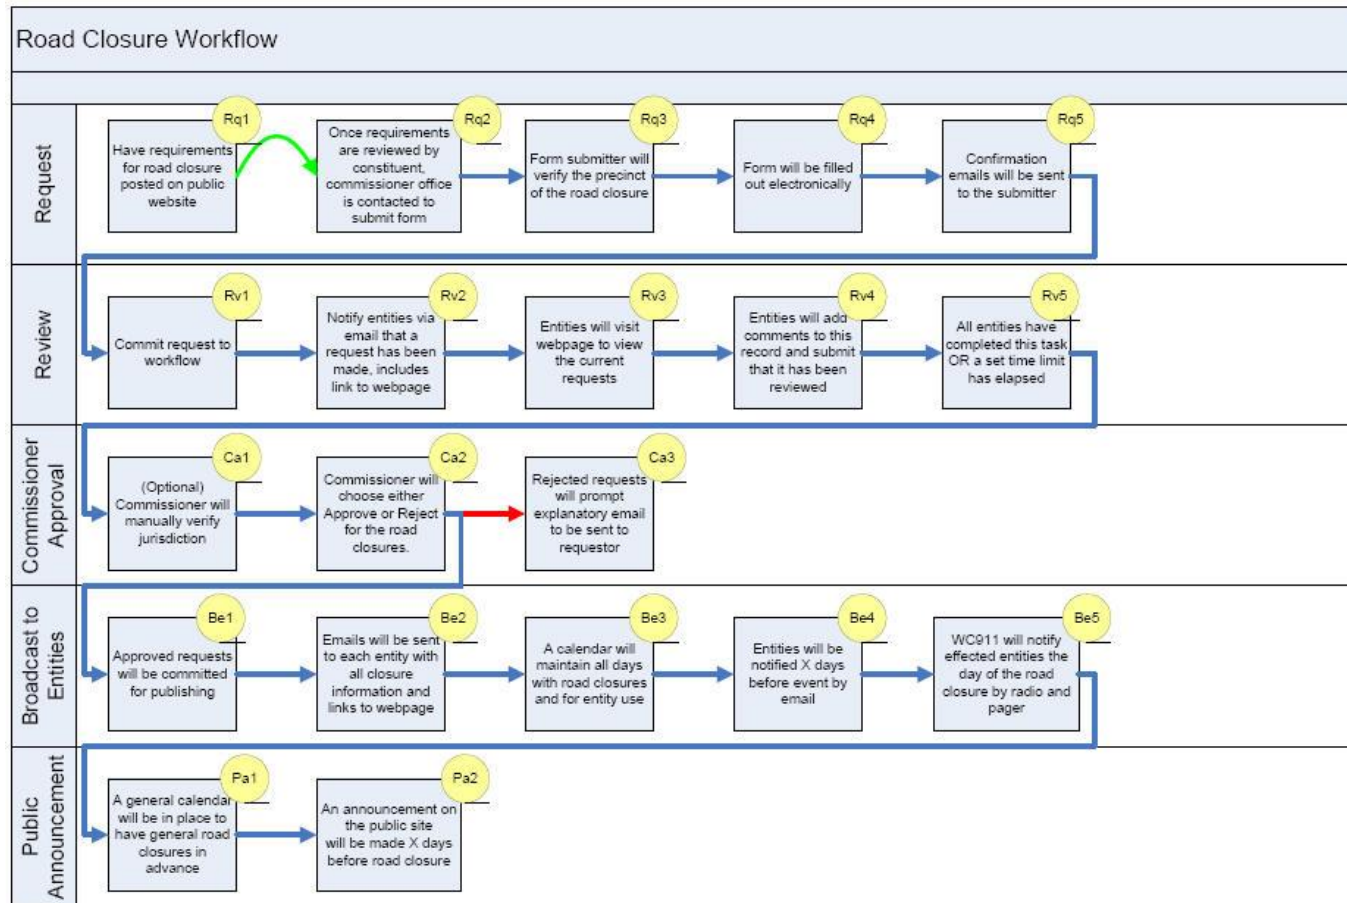 Road Closure Workflow
Request
Rq1
Have requirements
for road closure
posted on public
website
Rq2
Once requirements
are reviewed by
constituent,
commissioner office
is contacted to
submit form
Rq3
Form submitter will
verify the precinct
of the road closure
Rq4
Form will be filled
out electronically
Rq5
Confirmation
emails will be sent
to the submitter
Review
Rv1
Commit request to
workflow
Rv2
Notify entities via
email that a
request has been
made, includes
link to webpage
Rv3
Entities will visit
webpage to view
the current
requests
Rv4
Entities will add
comments to this
record and submit
that it has been
reviewed
Rv5
All entities have
completed this task
OR a set time limit
has elapsed
Commissioner
Approval
Ca1
(Optional)
Commissioner will
manually verify
jurisdiction
Ca2
Commissioner will
choose either
Approve or Reject
for the road
closures.
Ca3
Rejected requests
will prompt
explanatory email
to be sent to
requestor
Broadcast to
Entities
Be1
Approved requests
will be committed
for publishing
Be2
Emails will be sent
to each entity with
all closure
information and
links to webpage
Be3
A calendar will
maintain all days
with road closures
and for entity use
Be4
Entities will be
notified X days
before event by
email
Be5
WC911 will notify
effected entities the
day of the road
closure by radio and
pager
Public
Announcement
Pa1
A general calendar
will be in place to
have general road
closures in
advance
Pa2
An announcement on
the public site
will be made X days
before road closure